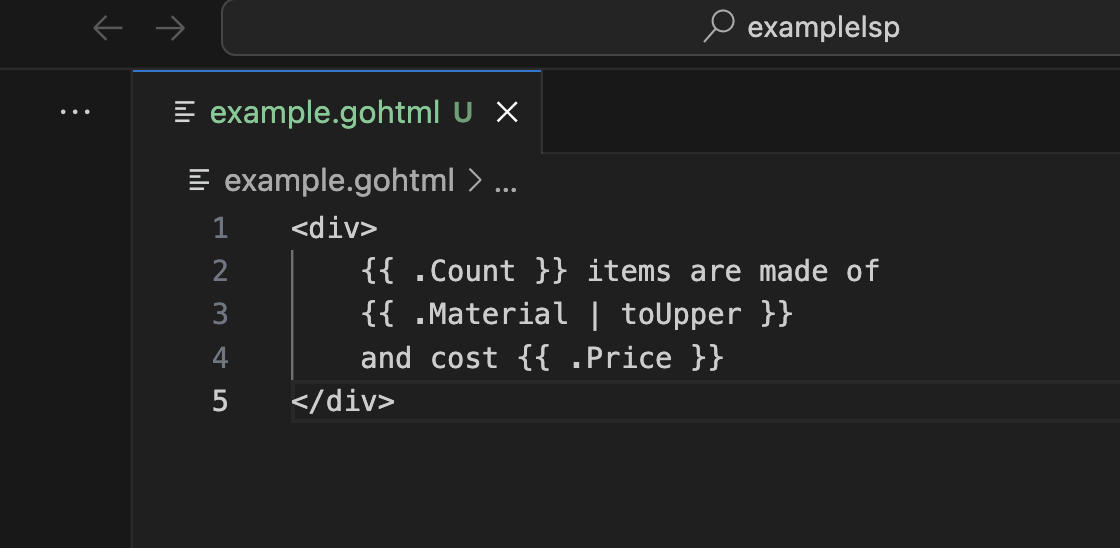 examplelsp
example.gohtml U
example.gohtml > ...
1 <div>
2     {{ .Count }} items are made of
3     {{ .Material | toUpper }}
4     and cost {{ .Price }}
5 </div>